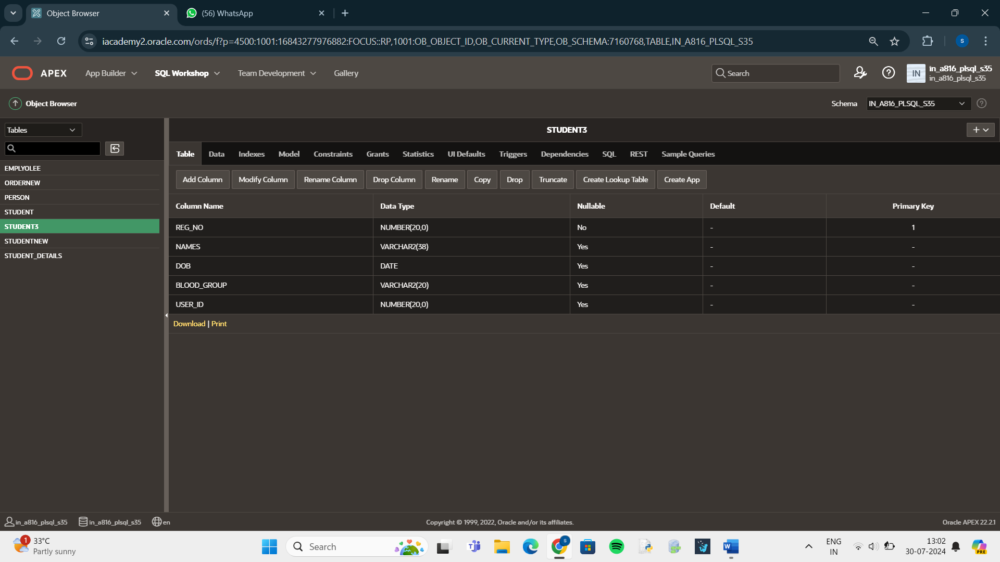 Object Browser
(56) WhatsApp
iacademy2.oracle.com/ords/f?p=4500:1001:16843277976882:FOCUS::RP,1001:OB_OBJECT_ID,OB_CURRENT_TYPE,OB_SCHEMA:7160768,TABLE,IN_A816_PLSQL_S35
S
APEX App Builder SQL Workshop Team Development Gallery
Search
IN
in_a816_plsql_s35
in_a816_plsql_s35
Object Browser
Schema IN_A816_PLSQL_S35
Tables
EMPLYOLEE
ORDERNEW
PERSON
STUDENT
STUDENT3
STUDENTNEW
STUDENT_DETAILS
STUDENT3
Table Data Indexes Model Constraints Grants Statistics UI Defaults Triggers Dependencies SQL REST Sample Queries
Add Column Modify Column Rename Column Drop Column Rename Copy Drop Truncate Create Lookup Table Create App
Column Name Data Type Nullable Default Primary Key
REG_NO NUMBER(20,0) No - 1
NAMES VARCHAR2(38) Yes - -
DOB DATE Yes - -
BLOOD_GROUP VARCHAR2(20) Yes - -
USER_ID NUMBER(20,0) Yes - -
Download | Print
in_a816_plsql_s35 in_a816_plsql_s35 en
Copyright © 1999, 2022, Oracle and/or its affiliates.
Oracle APEX 22.2.1
1
33°C
Partly sunny
Search
S
ENG
IN
13:02
30-07-2024
PRE